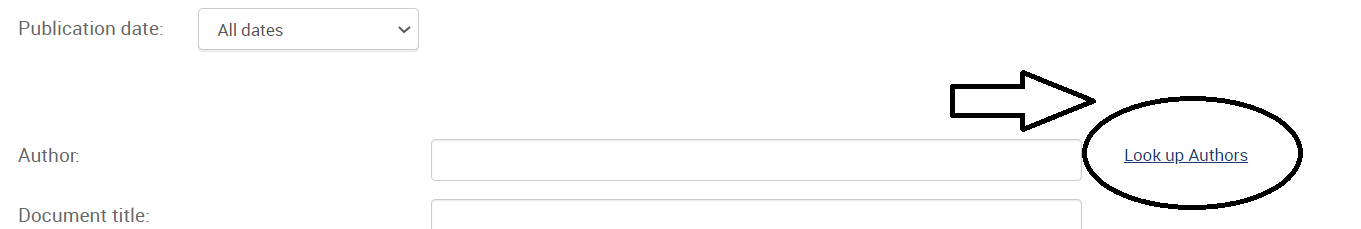 Publication date:
All dates
Author:
Look up Authors
Document title: